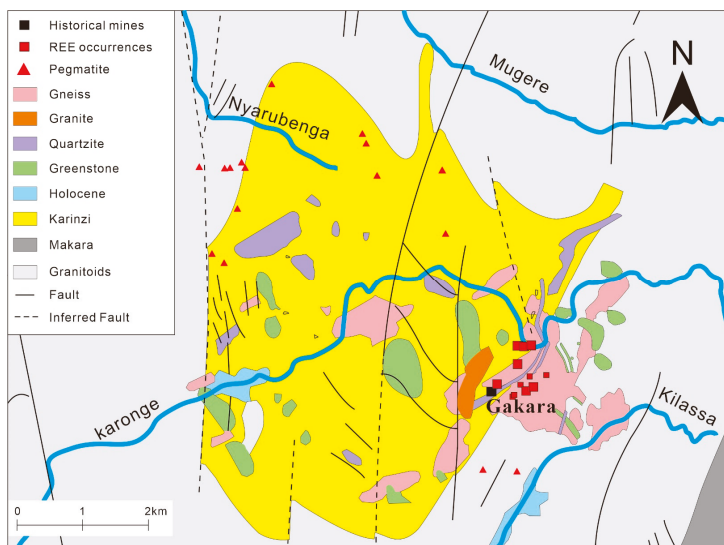 Historical mines
REE occurrences
Pegmatite
Gneiss
Granite
Quartzite
Greenstone
Holocene
Karinzi
Makara
Granitoids
Fault
Inferred Fault
Nyarubenga
Mugere
N
karonge
Gakara
Kilassa
0 1 2km